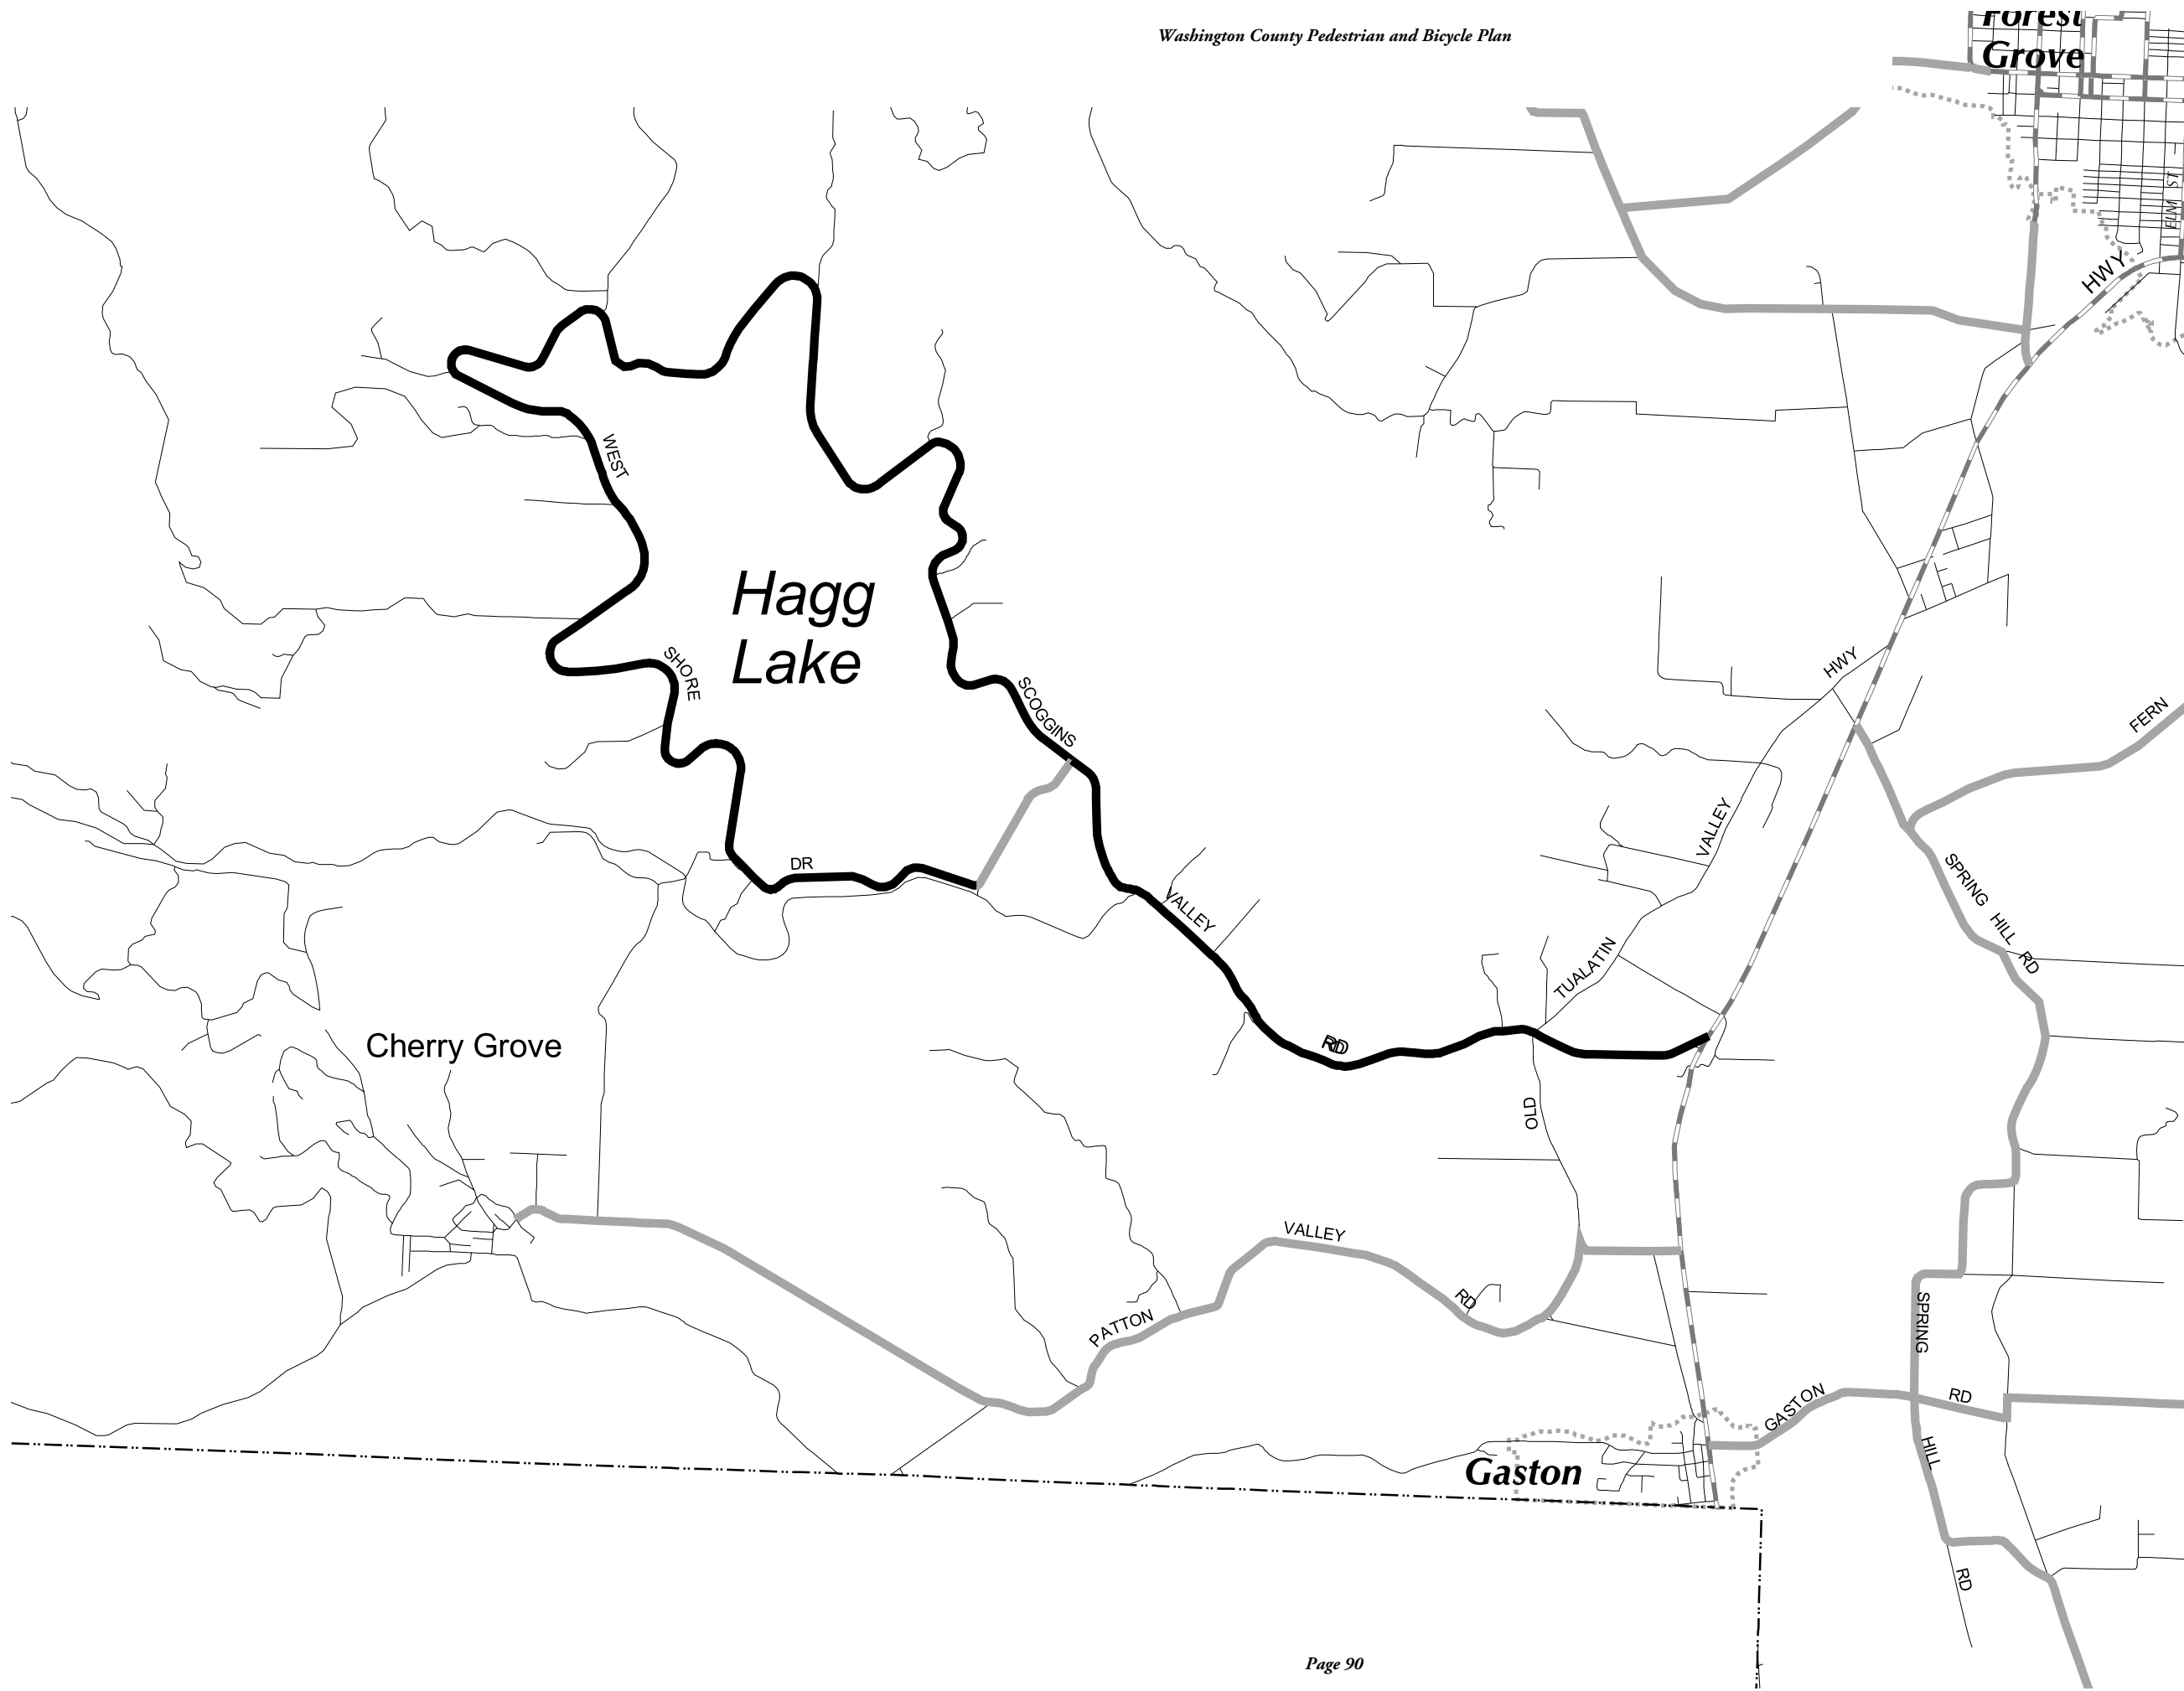 Washington County Pedestrian and Bicycle Plan
Forest
Grove
ELM ST
HWY
WEST
Hagg
Lake
SHORE
SCOGGINS
HWY
FERN
VALLEY
DR
VALLEY
SPRING HILL RD
TUALATIN
RD
Cherry Grove
OLD
VALLEY
RD
PATTON
SPRING
GASTON
RD
HILL
Gaston
RD
Page 90